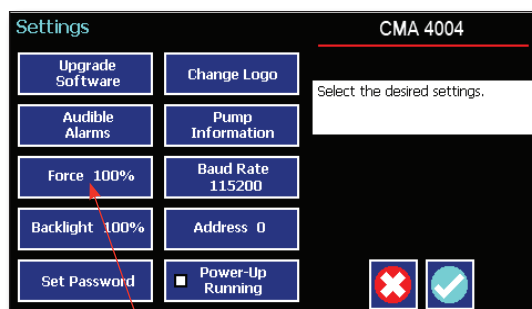 Settings
CMA 4004
Upgrade
Software
Change Logo
Select the desired settings.
Audible
Alarms
Pump
Information
Force 100%
Baud Rate
115200
Backlight 100%
Address 0
Set Password
Power-Up
Running